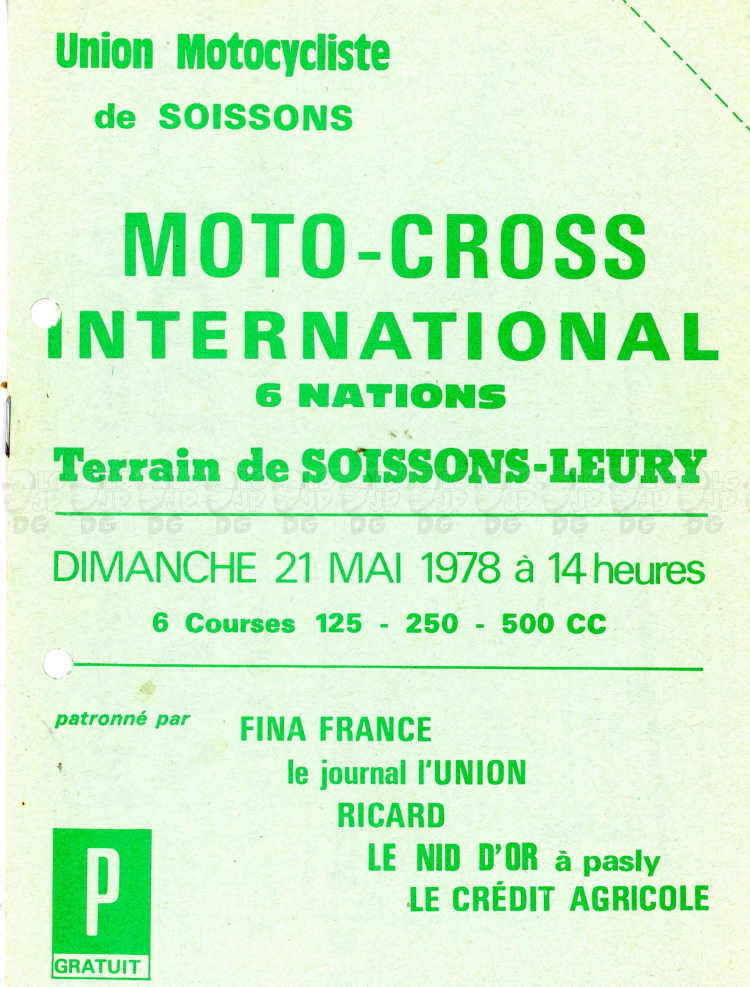 Union Motocycliste
de SOISSONS
MOTO-CROSS
INTERNATIONAL
6 NATIONS
Terrain de SOISSONS-LEURY
DIMANCHE 21 MAI 1978 à 14 heures
6 Courses 125 - 250 - 500 CC
patronné par
FINA FRANCE
le journal l'UNION
RICARD
LE NID D'OR à pasly
LE CRÉDIT AGRICOLE
P
GRATUIT